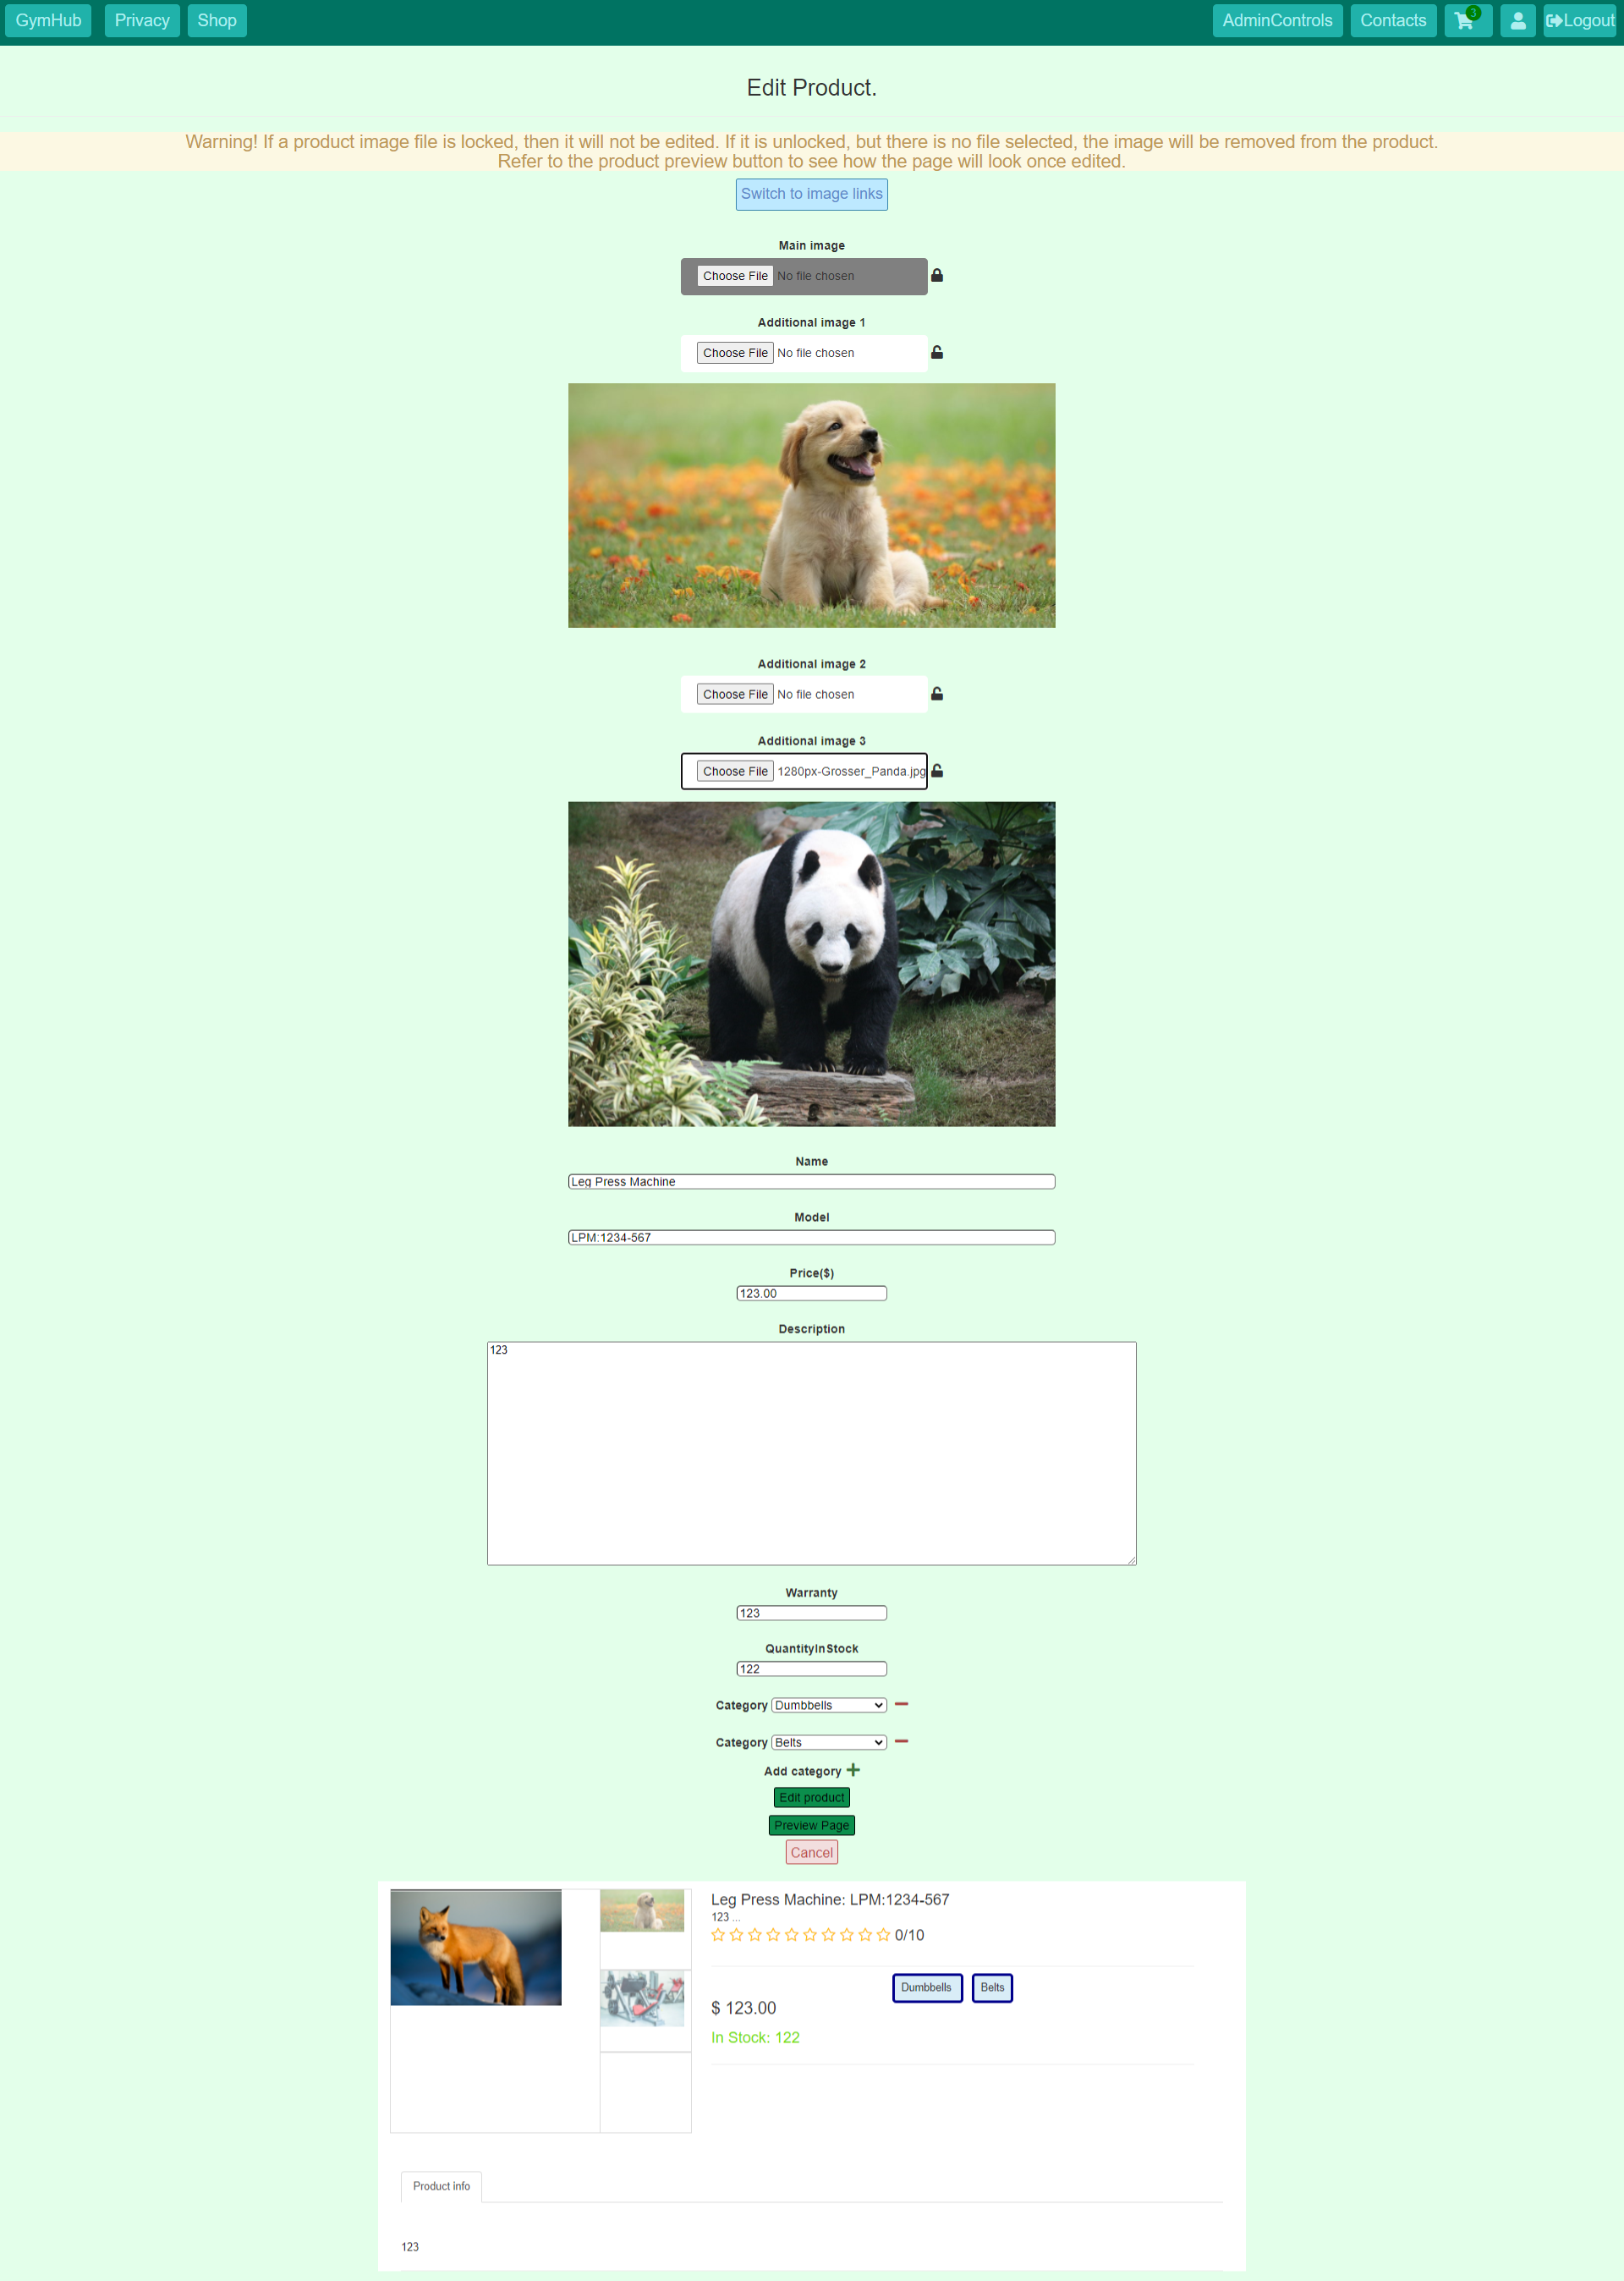 GymHub Privacy Shop AdminControls Contacts 3 Logout
Edit Product.
Warning! If a product image file is locked, then it will not be edited. If it is unlocked, but there is no file selected, the image will be removed from the product.
Refer to the product preview button to see how the page will look once edited.
Switch to image links
Main image
Choose File No file chosen
Additional image 1
Choose File No file chosen
Additional image 2
Choose File No file chosen
Additional image 3
Choose File 1280px-Grosser_Panda.jpg
Name
Leg Press Machine
Model
LPM:1234-567
Price($)
123.00
Description
123
Warranty
123
QuantityInStock
122
Category Dumbbells
Category Belts
Add category
Edit product
Preview Page
Cancel
Leg Press Machine: LPM:1234-567
123 ...
0/10
Dumbbells Belts
$ 123.00
In Stock: 122
Product info
123